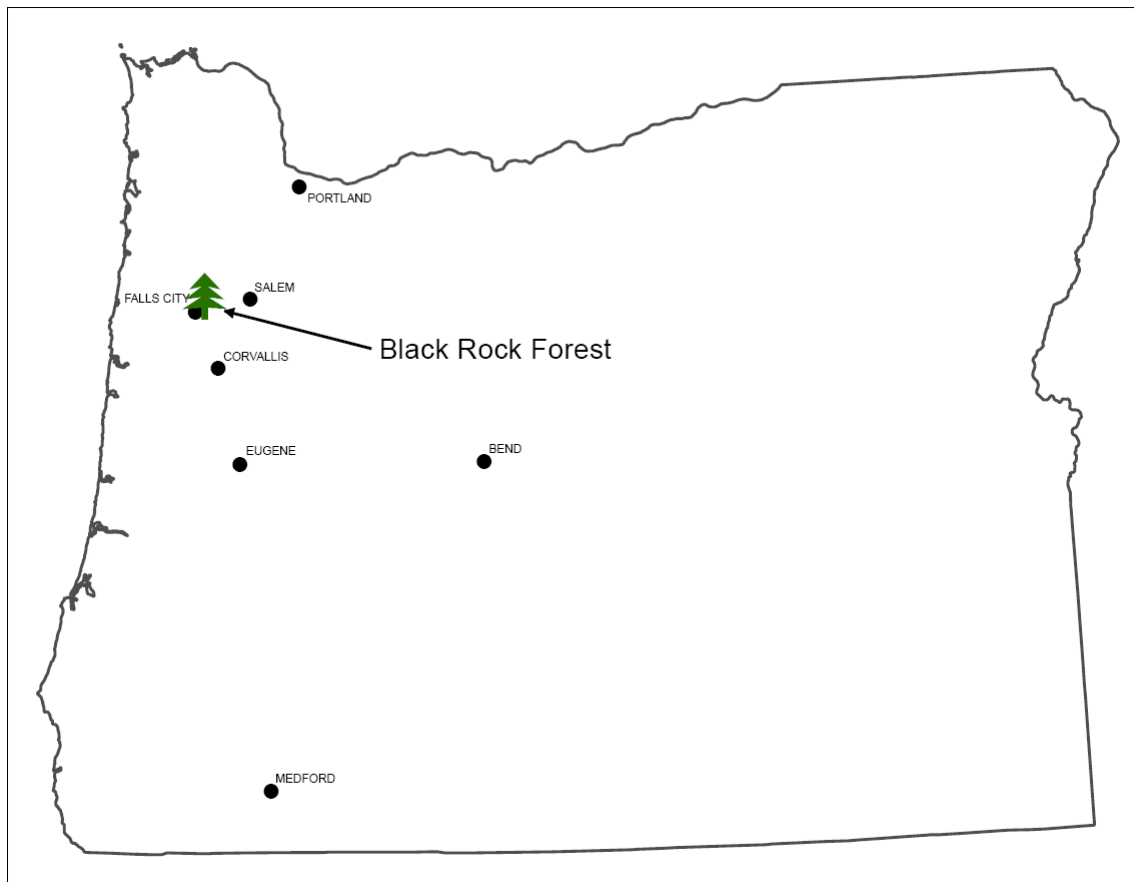 PORTLAND
SALEM
FALLS CITY
Black Rock Forest
CORVALLIS
EUGENE
BEND
MEDFORD